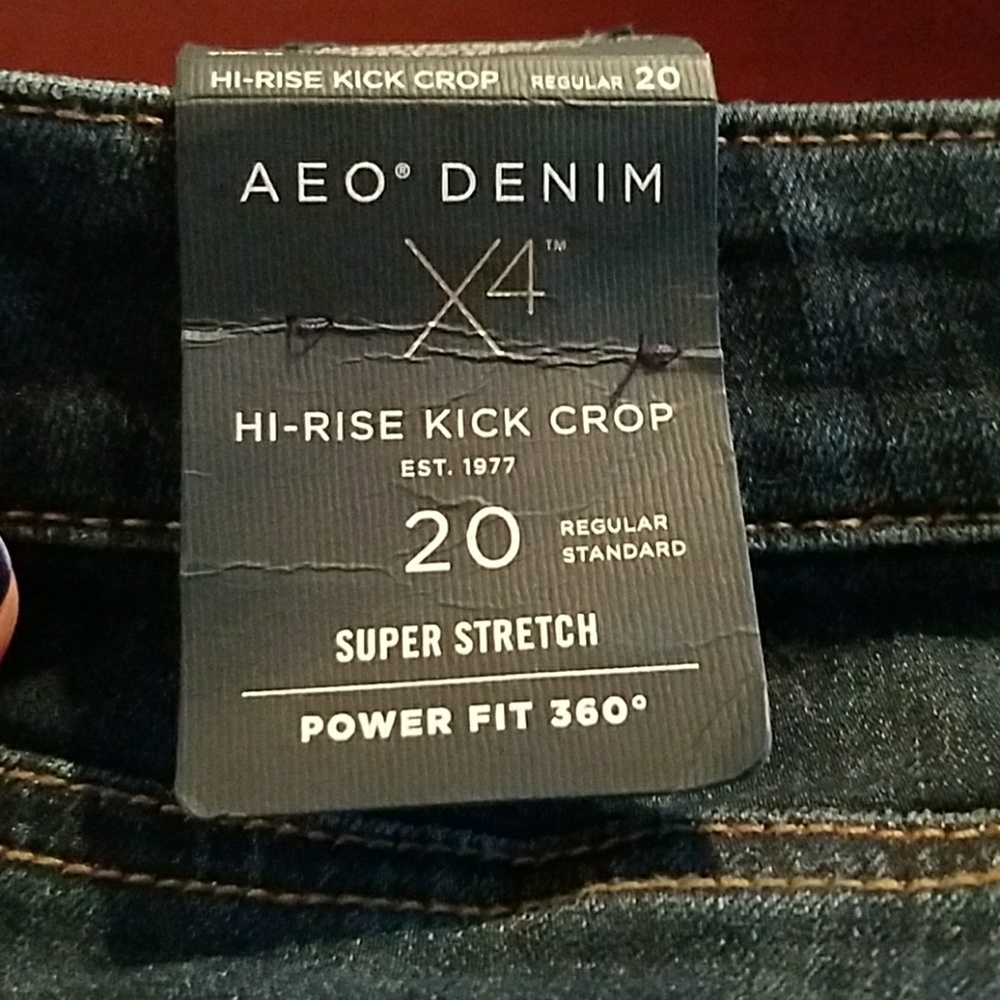 HI-RISE KICK CROP REGULAR 20
AEO® DENIM
X4™
HI-RISE KICK CROP
EST. 1977
20 REGULAR
STANDARD
SUPER STRETCH
POWER FIT 360°